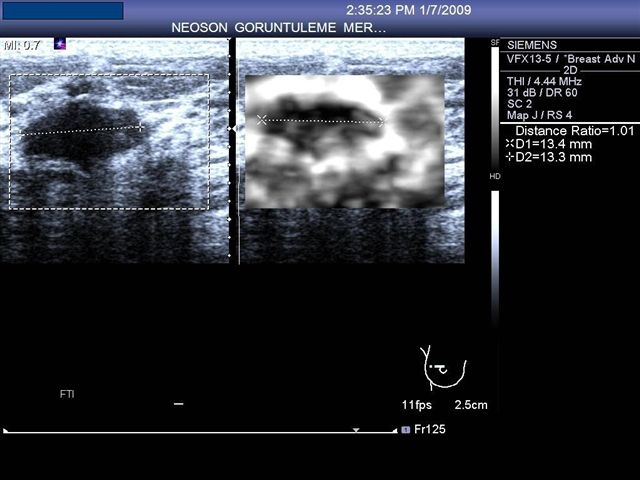 2:35:23 PM 1/7/2009
NEOSON GORUNTULEME MER...
MI: 0.7
SF
SIEMENS
VFX13-5 / "Breast Adv N
2D
THI / 4.44 MHz
31 dB / DR 60
SC 2
Map J / RS 4
Distance Ratio=1.01
D1=13.4 mm
D2=13.3 mm
HD
FTI
11fps 2.5cm
Fr125